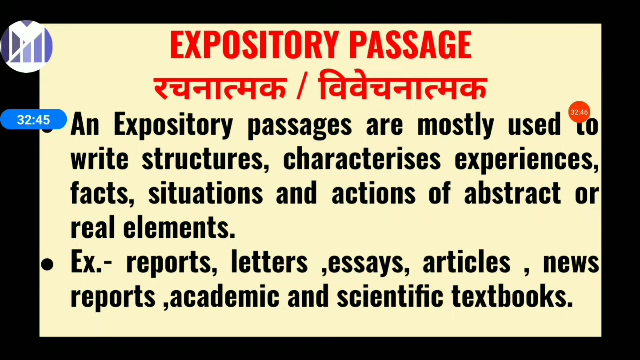 EXPOSITORY PASSAGE
रचनात्मक / विवेचनात्मक
32:45
32:46
● An Expository passages are mostly used to
write structures, characterises experiences,
facts, situations and actions of abstract or
real elements.
● Ex.- reports, letters ,essays, articles , news
reports ,academic and scientific textbooks.